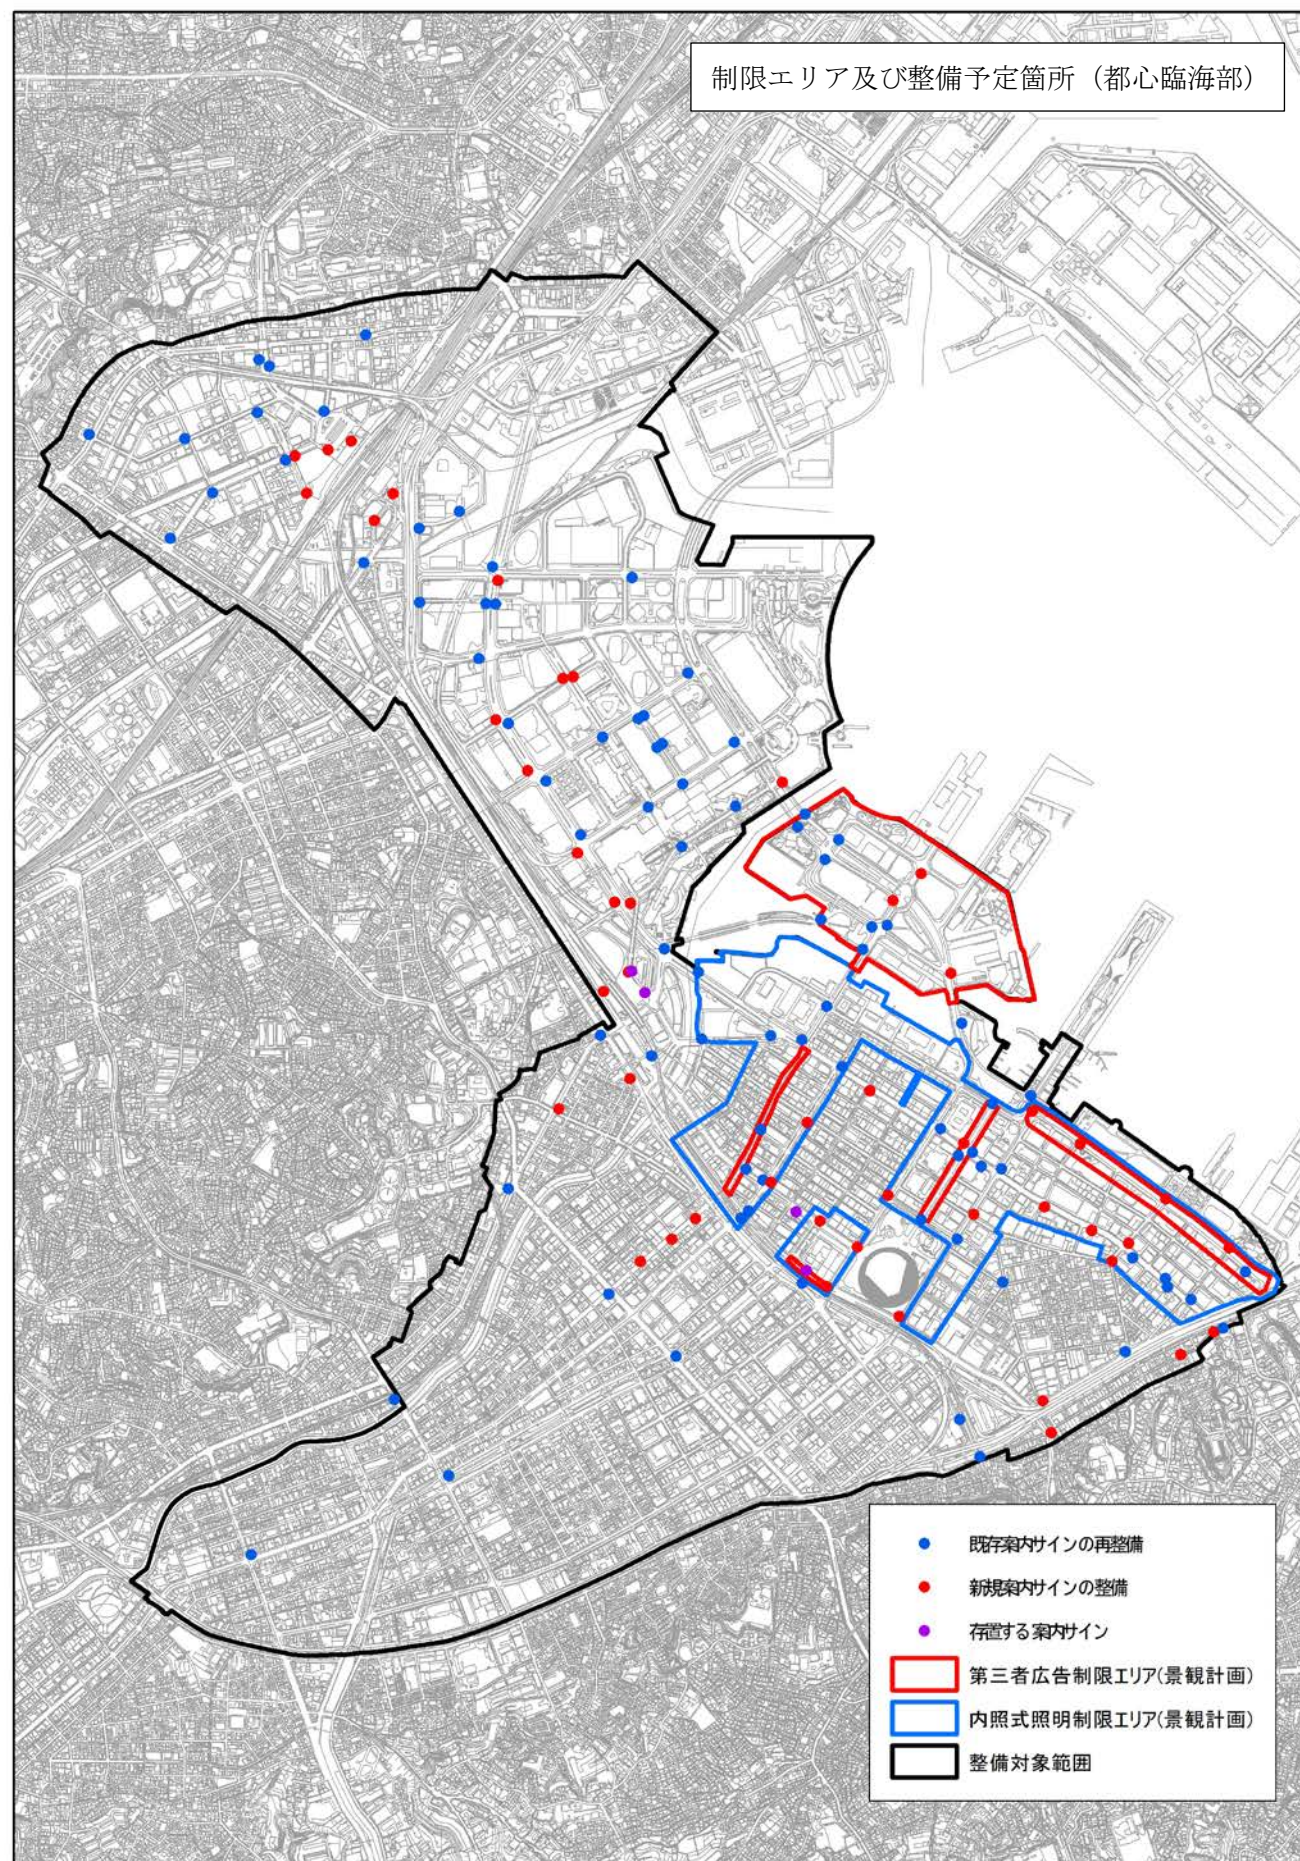 制限エリア及び整備予定箇所（都心臨海部）
既存案内サインの再整備
新規案内サインの整備
存置する案内サイン
第三者広告制限エリア(景観計画)
内照式照明制限エリア(景観計画)
整備対象範囲